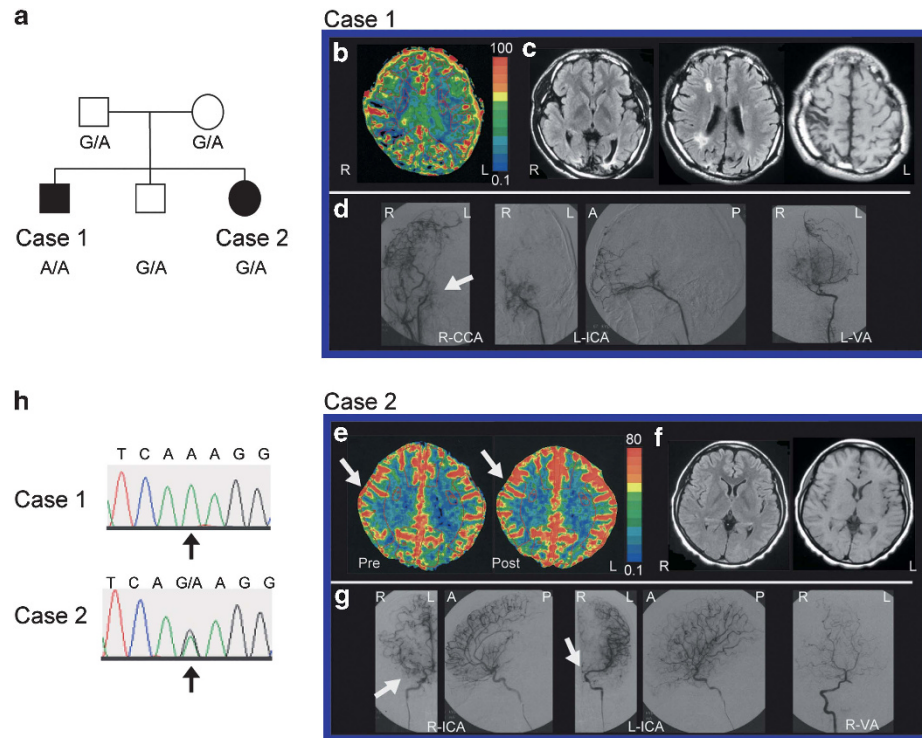 a
G/A
G/A
Case 1
Case 2
A/A
G/A
G/A
Case 1
b
100
0.1
R
L
c
R
L
d
R
L
R-CCA
R
L
A
P
L-ICA
R
L
L-VA
h
T C A A A G G
Case 1
T C A G/A A G G
Case 2
Case 2
e
Pre
Post
80
0.1
L
f
R
L
g
R
L
A
P
R-ICA
R
L
A
P
L-ICA
R
L
R-VA